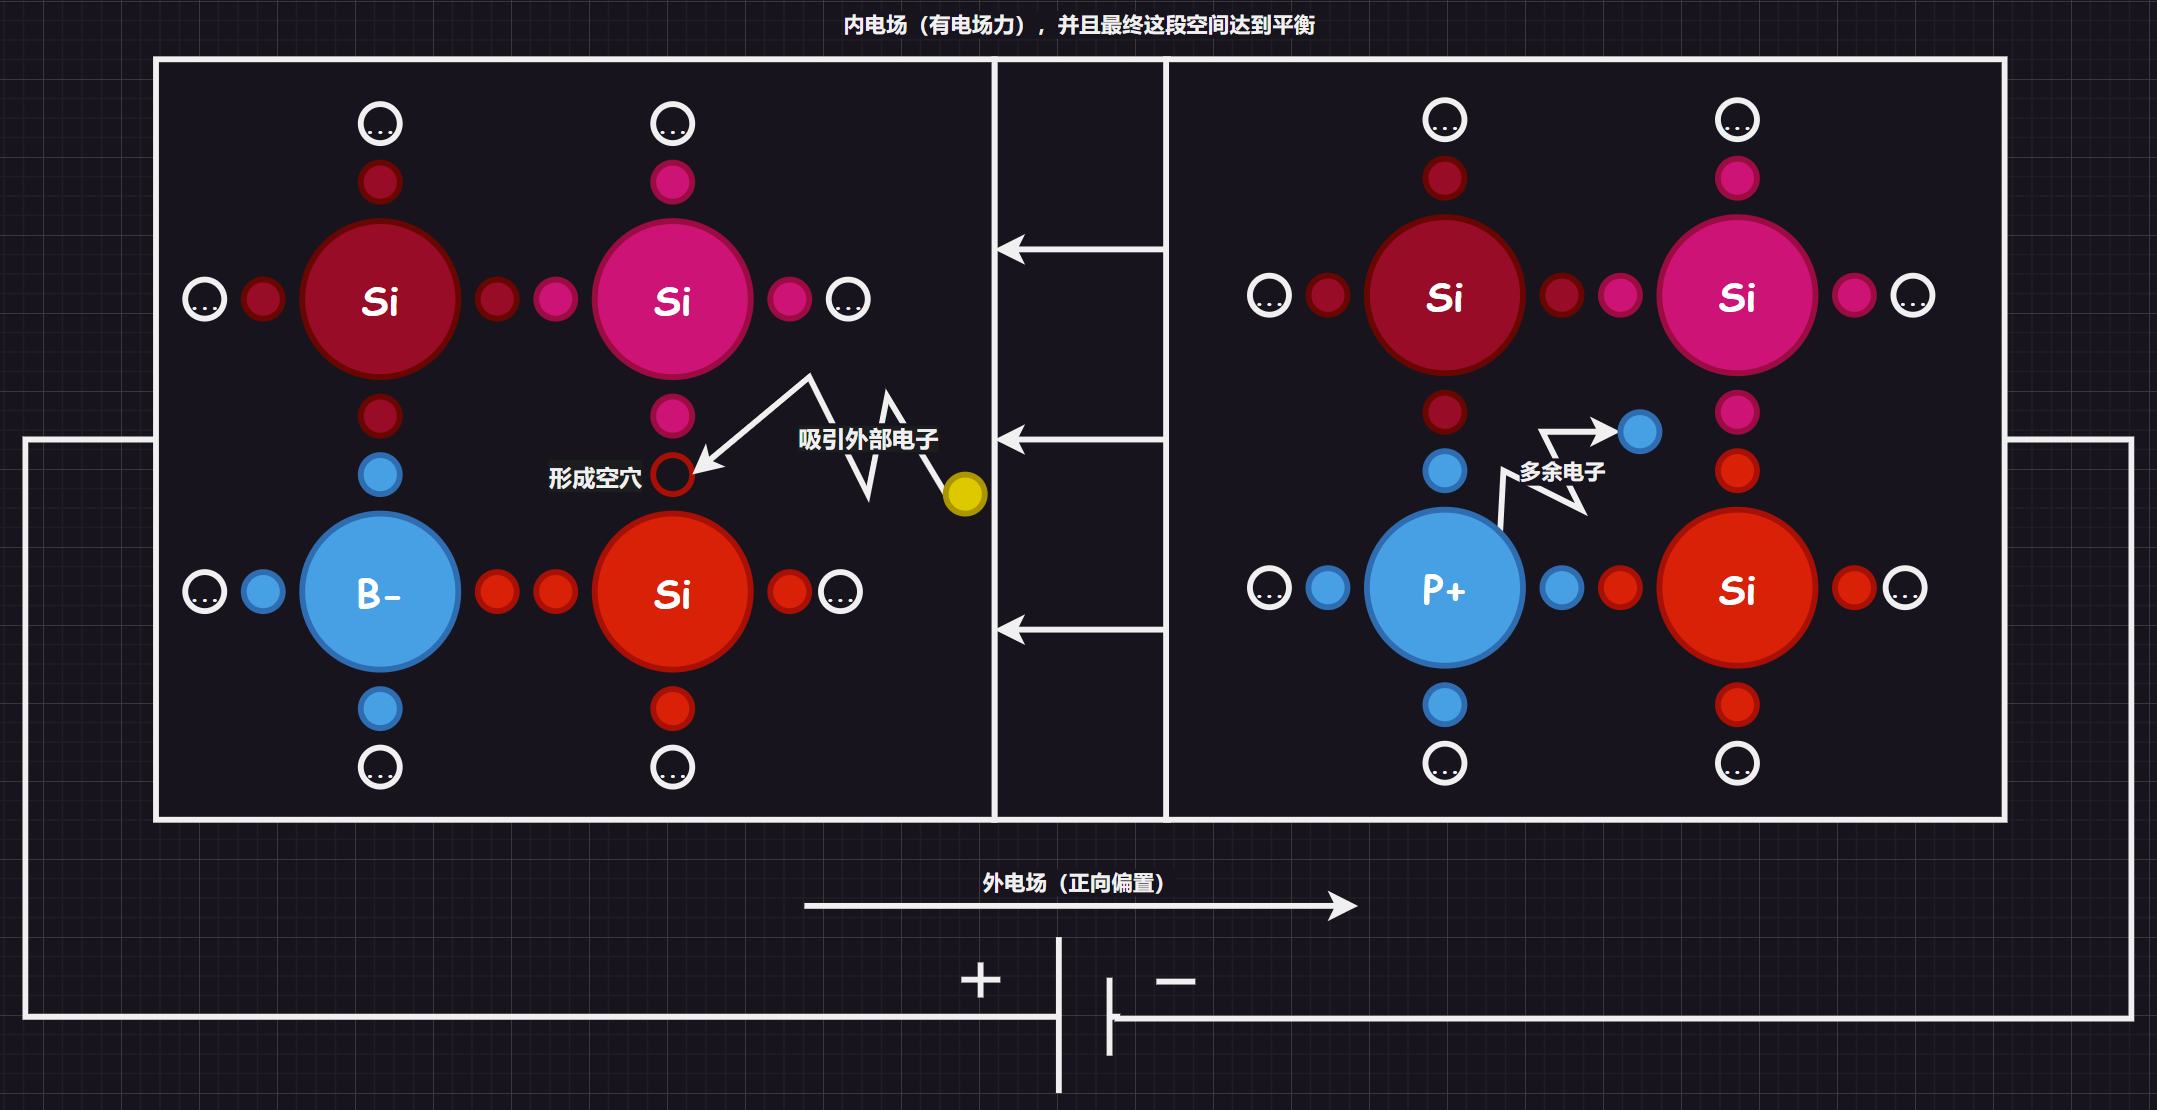 内电场（有电场力），并且最终这段空间达到平衡
... ... ... ...
... Si Si ... ... Si Si ...
吸引外部电子
形成空穴
多余电子
... B- Si ... ... P+ Si ...
... ... ... ...
外电场（正向偏置）
+ −